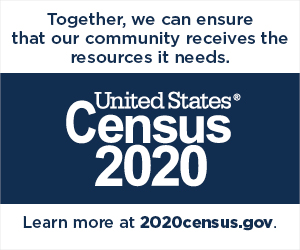 Together, we can ensure
that our community receives the
resources it needs.
United States®
Census
2020
Learn more at 2020census.gov.